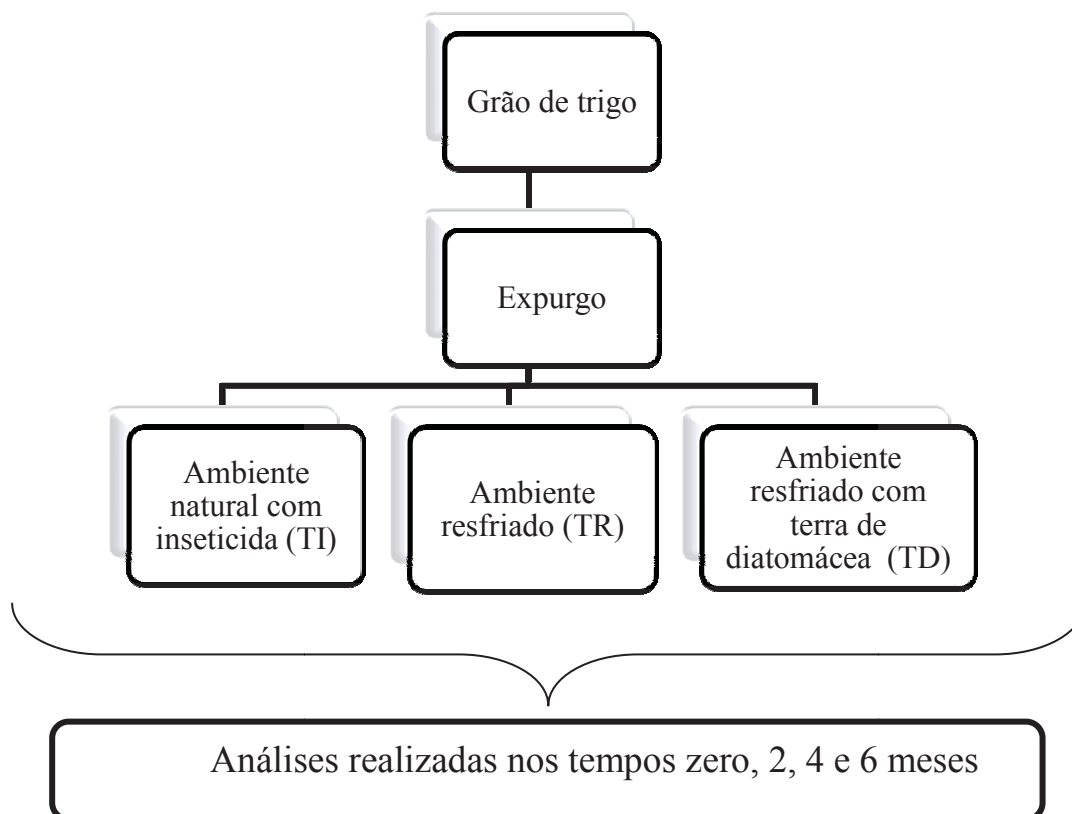 Grão de trigo
Expurgo
Ambiente
natural com
inseticida (TI)
Ambiente
resfriado (TR)
Ambiente
resfriado com
terra de
diatomácea (TD)
Análises realizadas nos tempos zero, 2, 4 e 6 meses